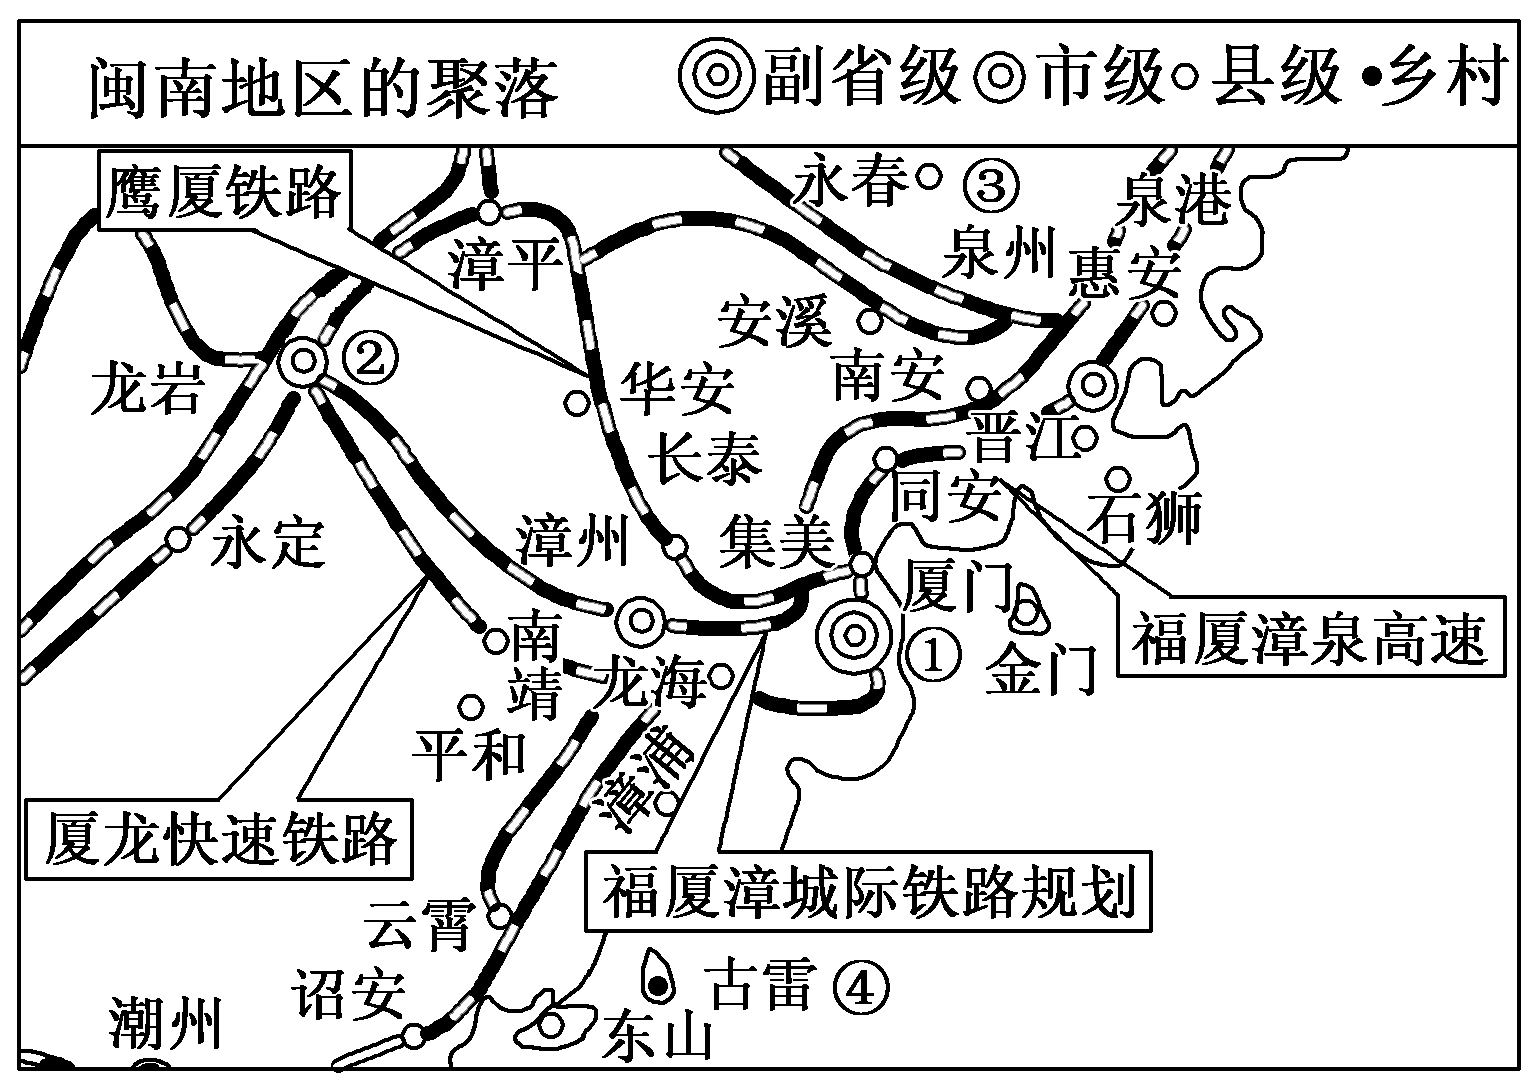 闽南地区的聚落
副省级 市级 县级 乡村
鹰厦铁路
永春 ③
泉港
漳平
泉州
惠安
安溪
龙岩 ②
南安
华安
晋江
长泰
同安
石狮
永定
漳州
集美
厦门 ①
金门
福厦漳泉高速
南靖
龙海
平和
漳浦
厦龙快速铁路
福厦漳城际铁路规划
云霄
诏安
古雷 ④
东山
潮州